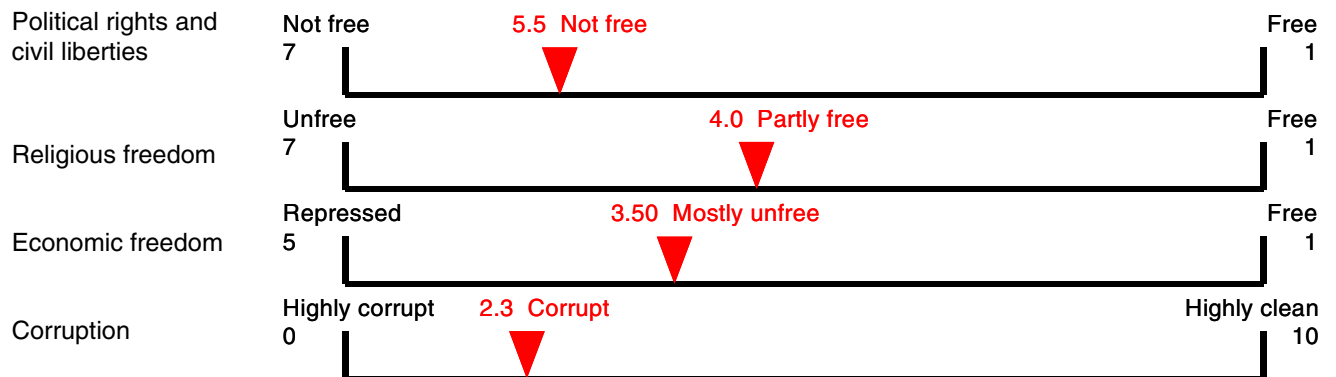 Political rights and
civil liberties
Not free
7
5.5 Not free
Free
1
Religious freedom
Unfree
7
4.0 Partly free
Free
1
Economic freedom
Repressed
5
3.50 Mostly unfree
Free
1
Corruption
Highly corrupt
0
2.3 Corrupt
Highly clean
10